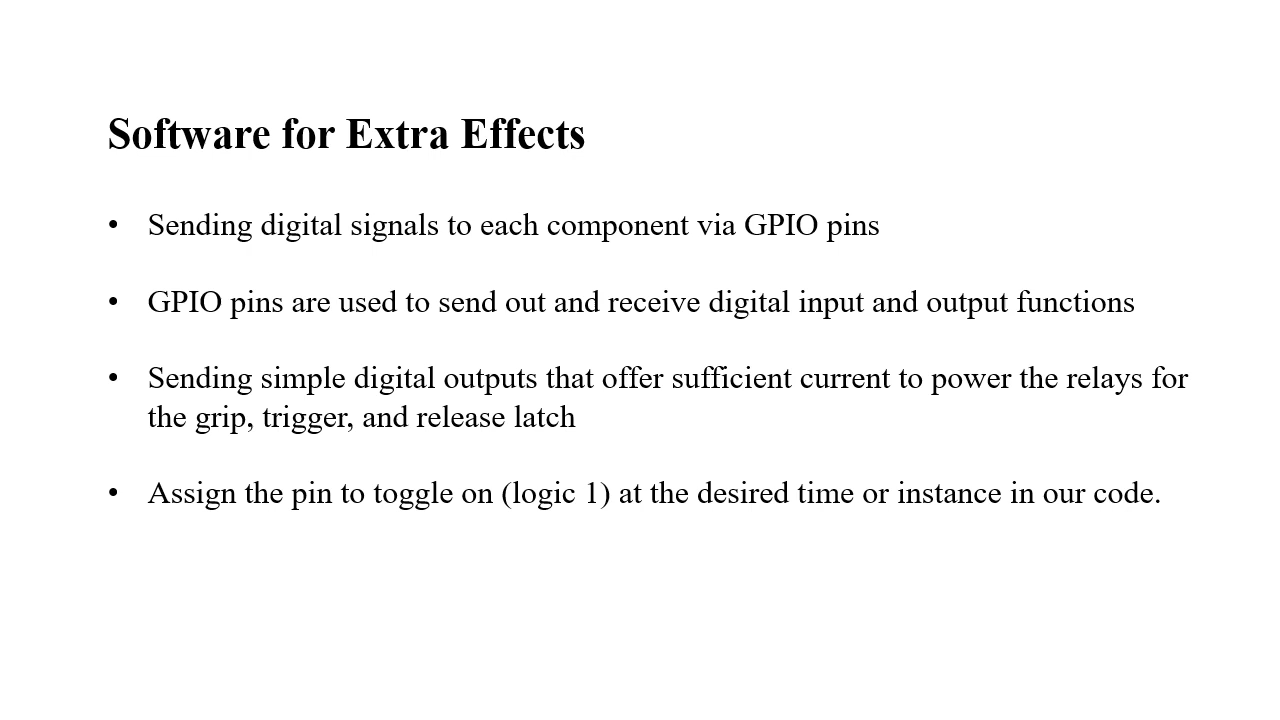 Software for Extra Effects
• Sending digital signals to each component via GPIO pins
• GPIO pins are used to send out and receive digital input and output functions
• Sending simple digital outputs that offer sufficient current to power the relays for
the grip, trigger, and release latch
• Assign the pin to toggle on (logic 1) at the desired time or instance in our code.